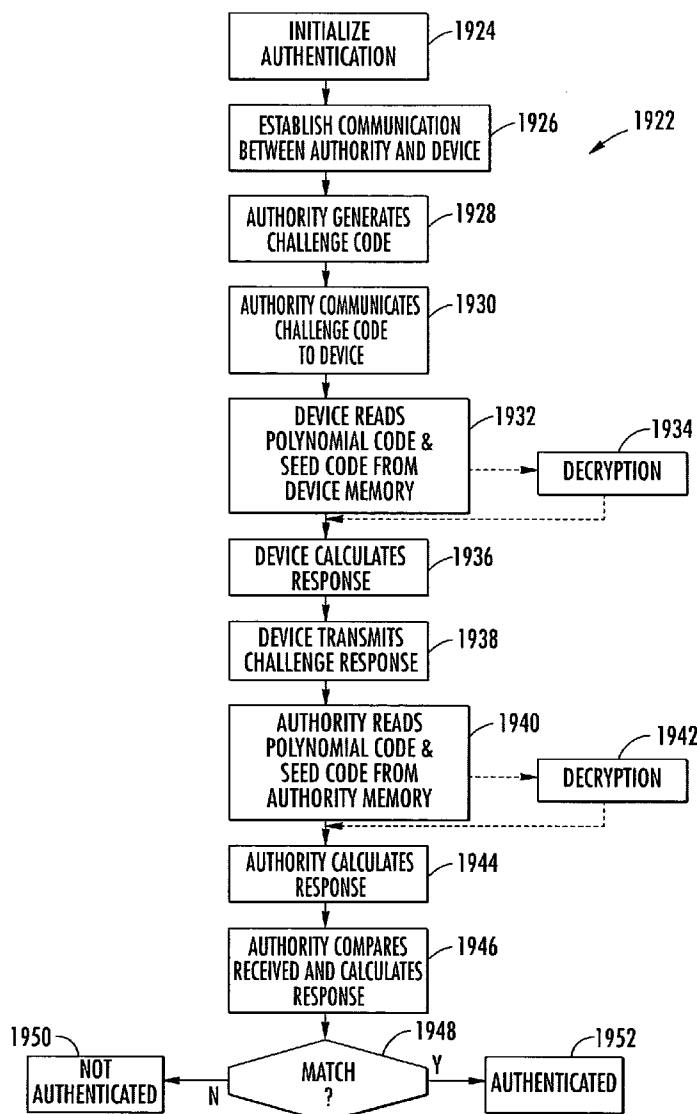 INITIALIZE
AUTHENTICATION
1924
ESTABLISH COMMUNICATION
BETWEEN AUTHORITY AND DEVICE
1926
1922
AUTHORITY GENERATES
CHALLENGE CODE
1928
AUTHORITY COMMUNICATES
CHALLENGE CODE
TO DEVICE
1930
DEVICE READS
POLYNOMIAL CODE &
SEED CODE FROM
DEVICE MEMORY
1932
1934
DECRYPTION
DEVICE CALCULATES
RESPONSE
1936
DEVICE TRANSMITS
CHALLENGE RESPONSE
1938
AUTHORITY READS
POLYNOMIAL CODE &
SEED CODE FROM
AUTHORITY MEMORY
1940
1942
DECRYPTION
AUTHORITY CALCULATES
RESPONSE
1944
AUTHORITY COMPARES
RECEIVED AND CALCULATES
RESPONSE
1946
1948
MATCH
?
N
Y
1950
NOT
AUTHENTICATED
1952
AUTHENTICATED